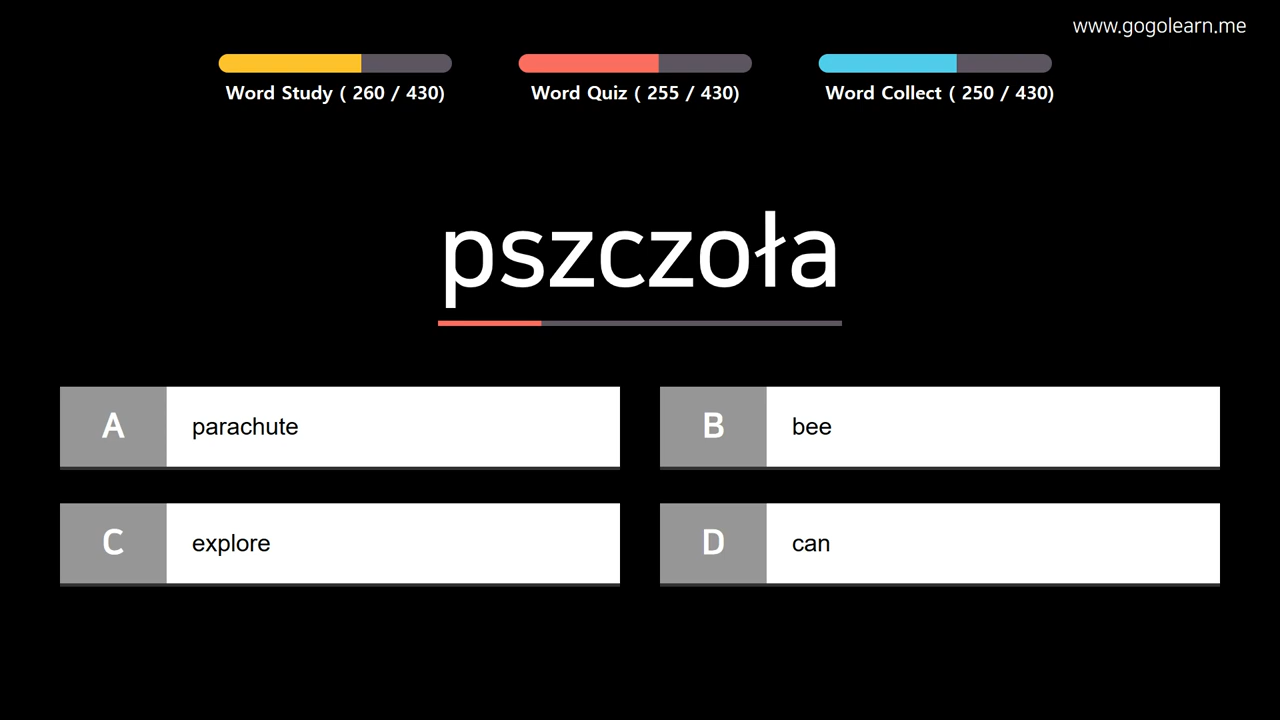 www.gogolearn.me
Word Study ( 260 / 430)
Word Quiz ( 255 / 430)
Word Collect ( 250 / 430)
pszczoła
A parachute
B bee
C explore
D can